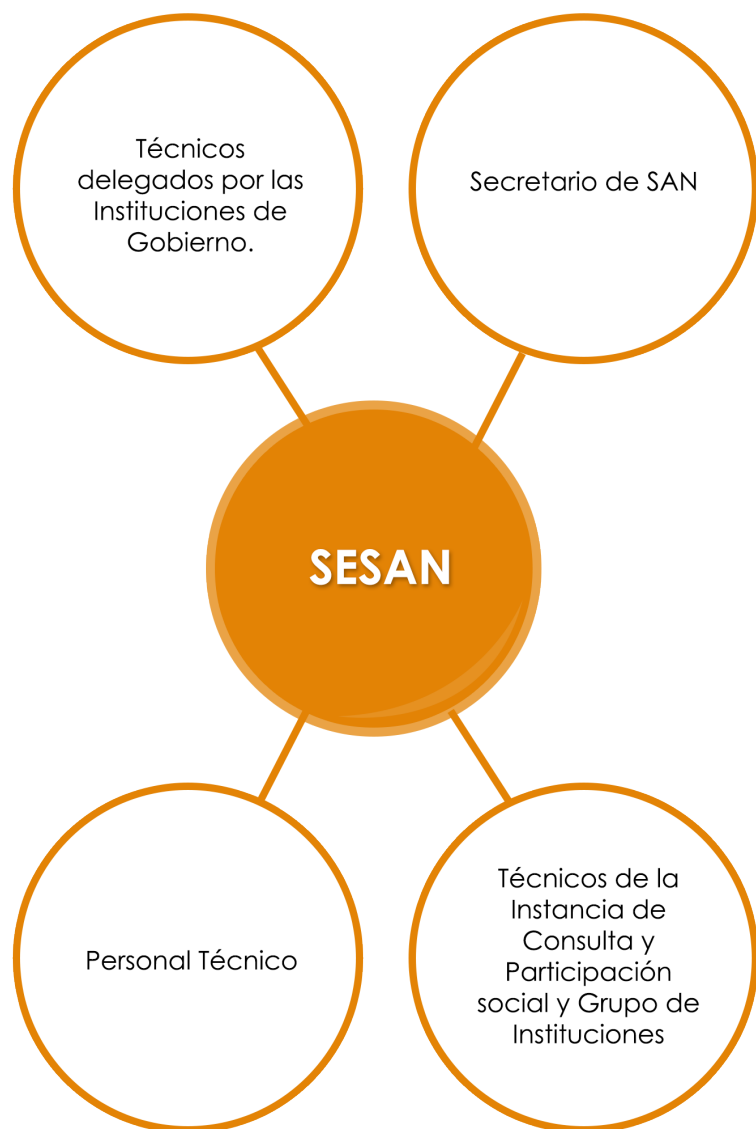 Técnicos
delegados por las
Instituciones de
Gobierno.
Secretario de SAN
SESAN
Personal Técnico
Técnicos de la
Instancia de
Consulta y
Participación
social y Grupo de
Instituciones